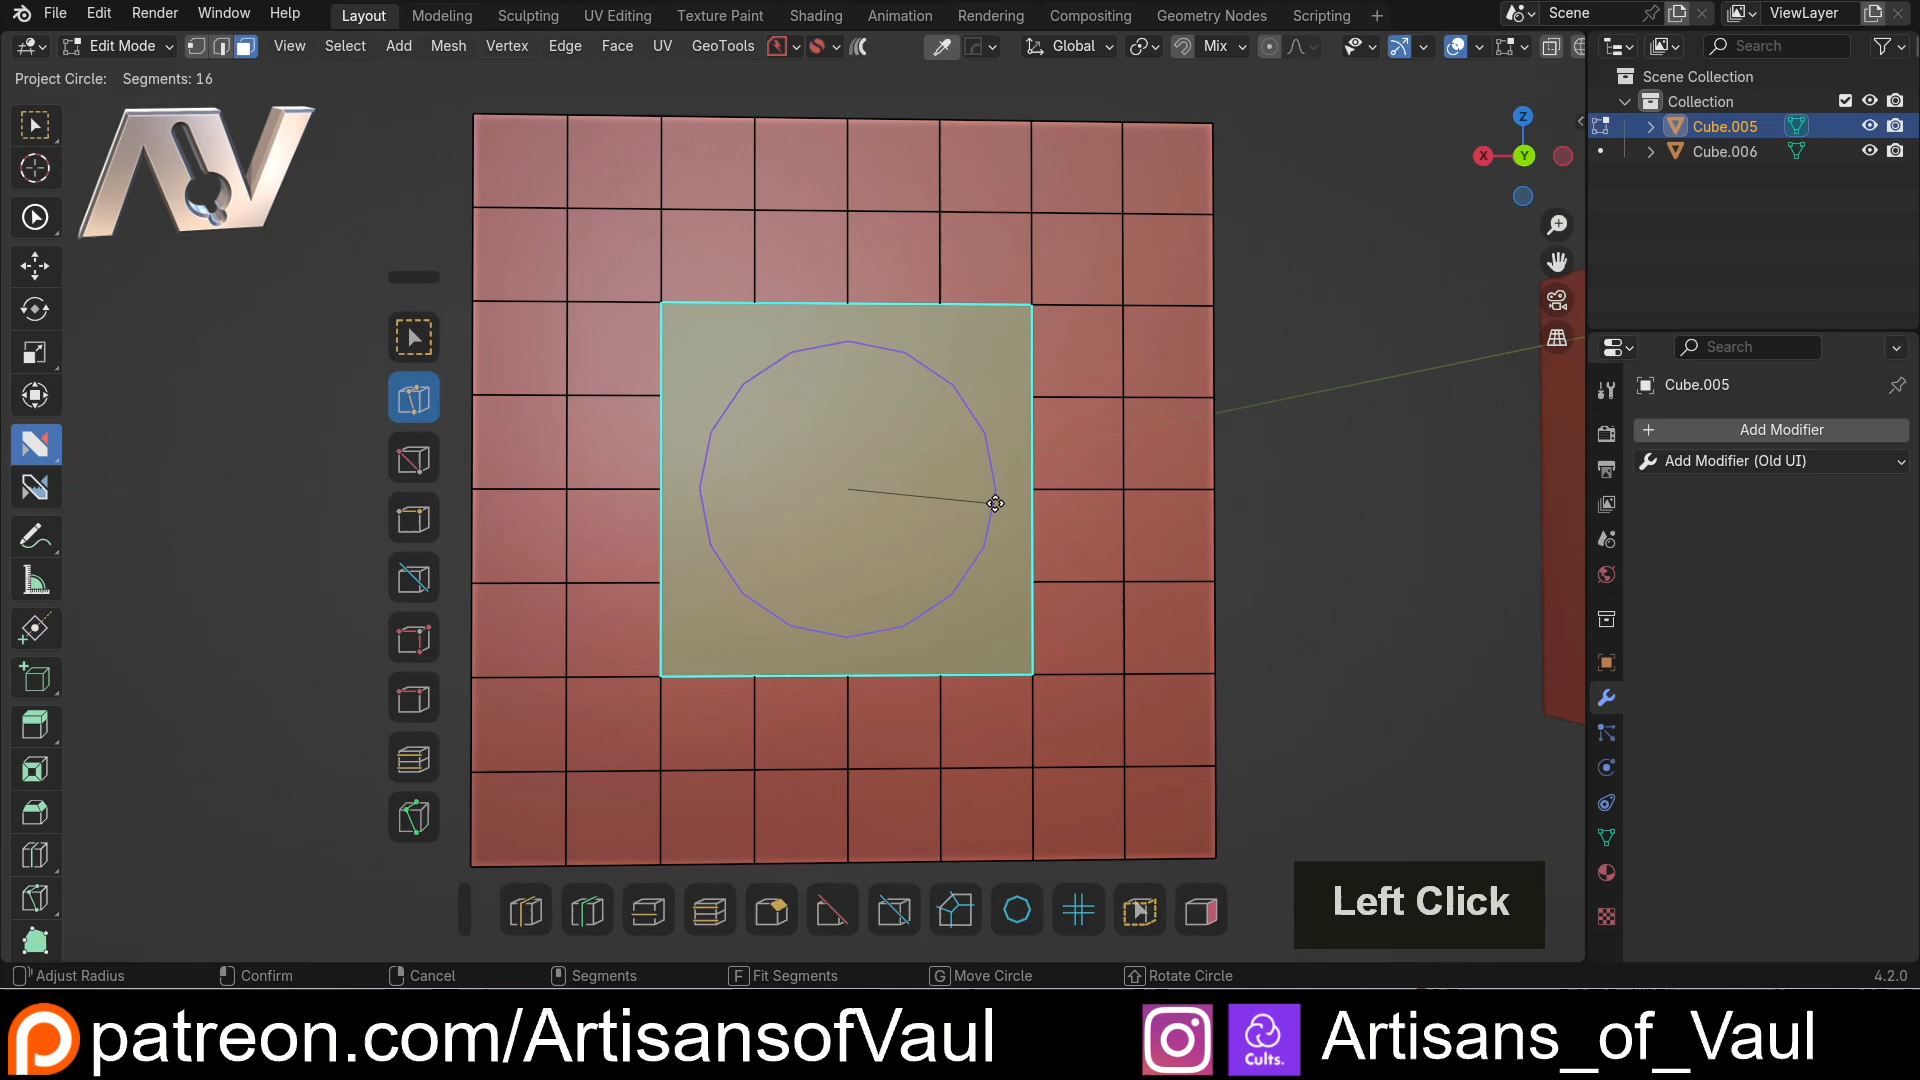 File Edit Render Window Help Layout Modeling Sculpting UV Editing Texture Paint Shading Animation Rendering Compositing Geometry Nodes Scripting + Scene ViewLayer
Edit Mode View Select Add Mesh Vertex Edge Face UV GeoTools Global Mix Search
Project Circle: Segments: 16
Scene Collection
Collection
Cube.005
Cube.006
Z
X Y
Search
Cube.005
+ Add Modifier
Add Modifier (Old UI)
Left Click
Adjust Radius Confirm Cancel Segments F Fit Segments G Move Circle Rotate Circle 4.2.0
patreon.com/ArtisansofVaul Cults. Artisans_of_Vaul